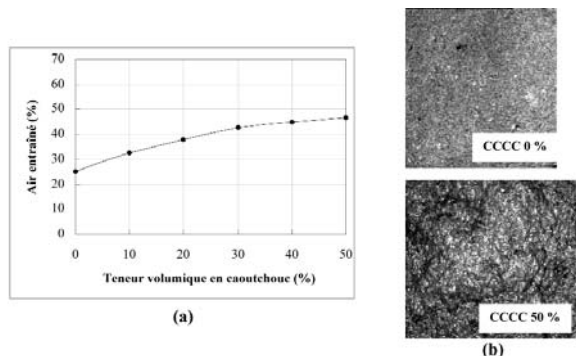 70
60
50
40
30
20
10
0
Air entraîné (%)
0 10 20 30 40 50
Teneur volumique en caoutchouc (%)
(a)
CCCC 0 %
CCCC 50 %
(b)